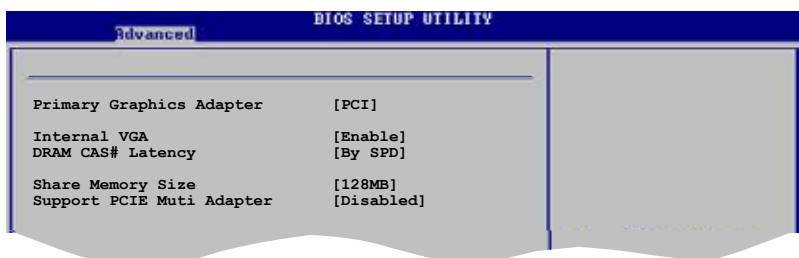 BIOS SETUP UTILITY
Advanced
Primary Graphics Adapter [PCI]
Internal VGA [Enable]
DRAM CAS# Latency [By SPD]
Share Memory Size [128MB]
Support PCIE Muti Adapter [Disabled]